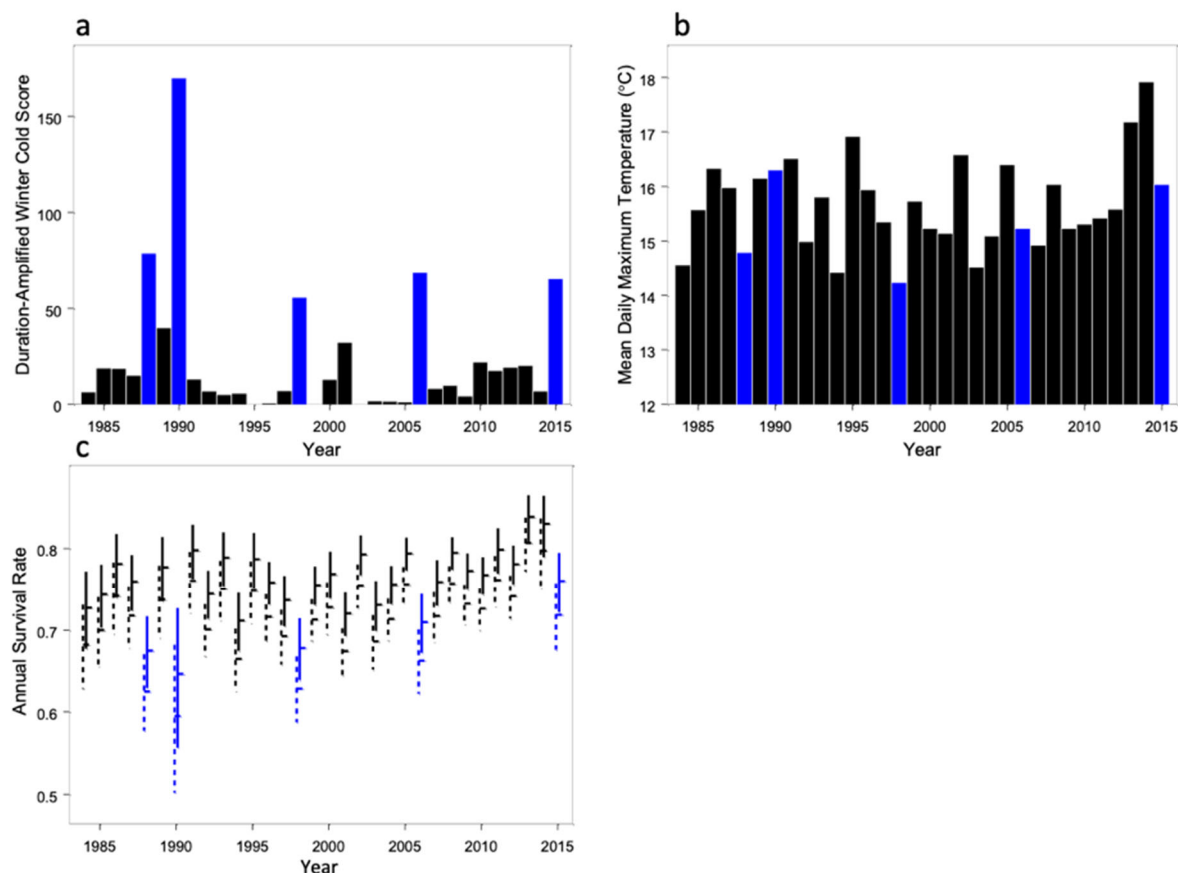 a
Duration-Amplified Winter Cold Score
150
100
50
0
1985 1990 1995 2000 2005 2010 2015
Year
b
Mean Daily Maximum Temperature (°C)
18
17
16
15
14
13
12
1985 1990 1995 2000 2005 2010 2015
Year
c
Annual Survival Rate
0.8
0.7
0.6
0.5
1985 1990 1995 2000 2005 2010 2015
Year